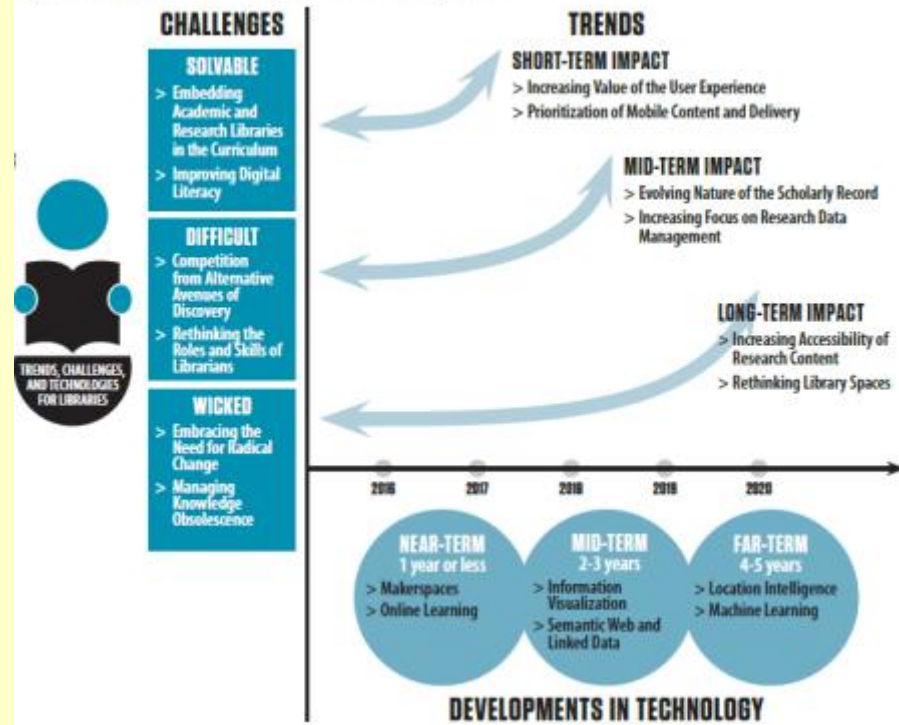 CHALLENGES
SOLVABLE
> Embedding
Academic and
Research Libraries
in the Curriculum
> Improving Digital
Literacy
DIFFICULT
> Competition
from Alternative
Avenues of
Discovery
> Rethinking the
Roles and Skills of
Librarians
WICKED
> Embracing the
Need for Radical
Change
> Managing
Knowledge
Obsolescence
TRENDS, CHALLENGES,
AND TECHNOLOGIES
FOR LIBRARIES
TRENDS
SHORT-TERM IMPACT
> Increasing Value of the User Experience
> Prioritization of Mobile Content and Delivery
MID-TERM IMPACT
> Evolving Nature of the Scholarly Record
> Increasing Focus on Research Data
Management
LONG-TERM IMPACT
> Increasing Accessibility of
Research Content
> Rethinking Library Spaces
2016 2017 2018 2019 2020
NEAR-TERM
1 year or less
> Makerspaces
> Online Learning
MID-TERM
2-3 years
> Information
Visualization
> Semantic Web and
Linked Data
FAR-TERM
4-5 years
> Location Intelligence
> Machine Learning
DEVELOPMENTS IN TECHNOLOGY